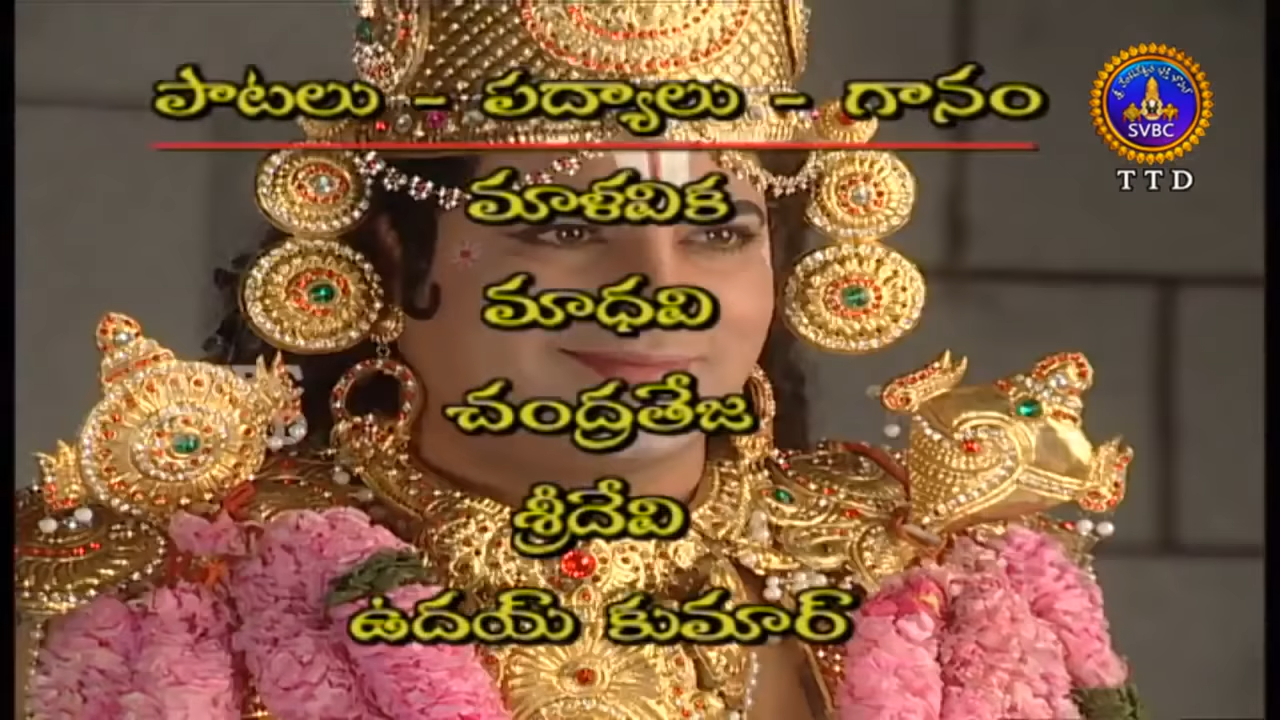 పాటలు - పద్యాలు - గానం
మాళవిక
మాధవి
చంద్రతేజ
శ్రీదేవి
ఉదయ్ కుమార్
SVBC
TTD